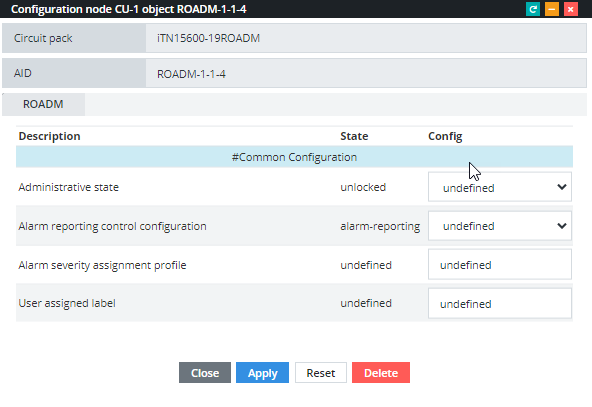 Configuration node CU-1 object ROADM-1-1-4
Circuit pack iTN15600-19ROADM
AID ROADM-1-1-4
ROADM
Description State Config
#Common Configuration
Administrative state unlocked undefined
Alarm reporting control configuration alarm-reporting undefined
Alarm severity assignment profile undefined undefined
User assigned label undefined undefined
Close Apply Reset Delete